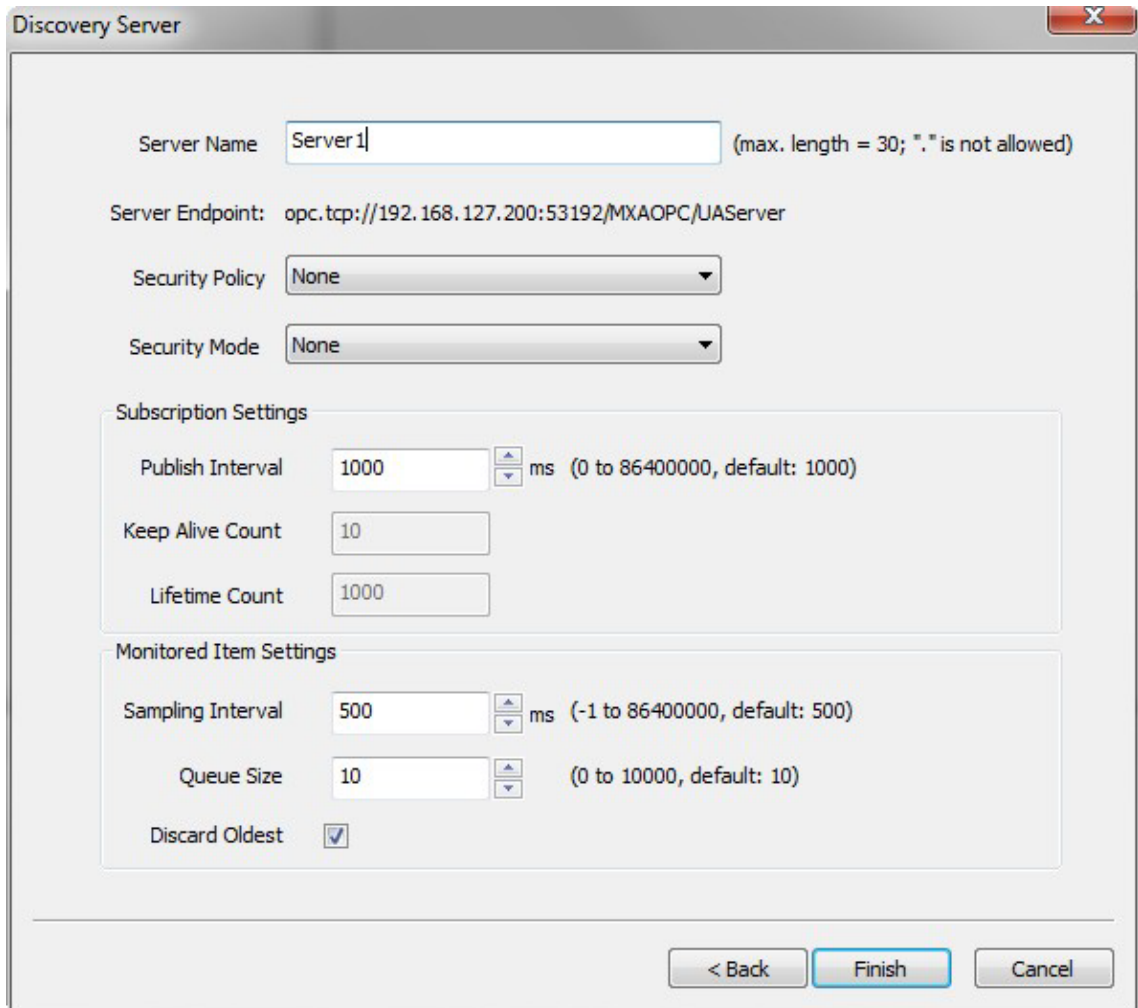 Discovery Server
X
Server Name Server1 (max. length = 30; "." is not allowed)
Server Endpoint: opc.tcp://192.168.127.200:53192/MXAOPC/UAServer
Security Policy None
Security Mode None
Subscription Settings
Publish Interval 1000 ms (0 to 86400000, default: 1000)
Keep Alive Count 10
Lifetime Count 1000
Monitored Item Settings
Sampling Interval 500 ms (-1 to 86400000, default: 500)
Queue Size 10 (0 to 10000, default: 10)
Discard Oldest
< Back Finish Cancel